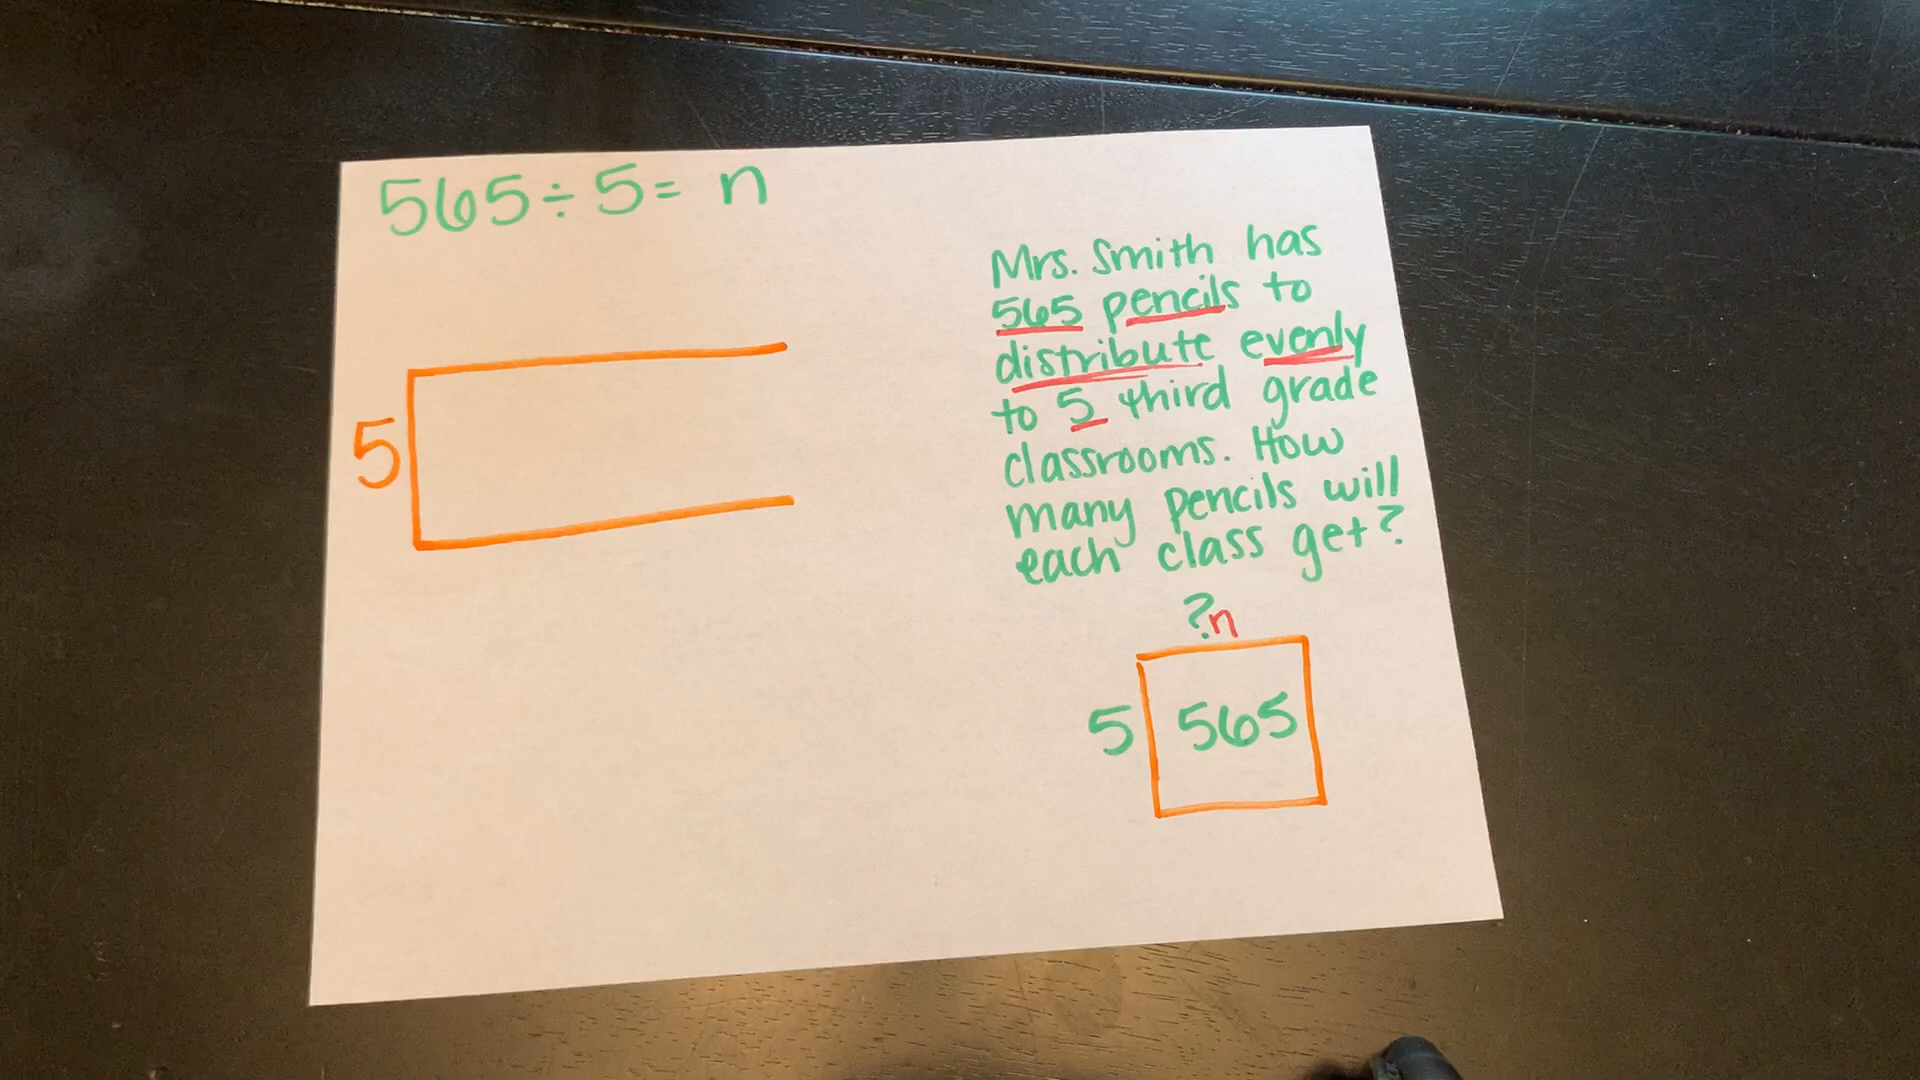 565÷5= n
5
Mrs. Smith has
565 pencils to
distribute evenly
to 5 third grade
classrooms. How
many pencils will
each class get?
?n
5 565